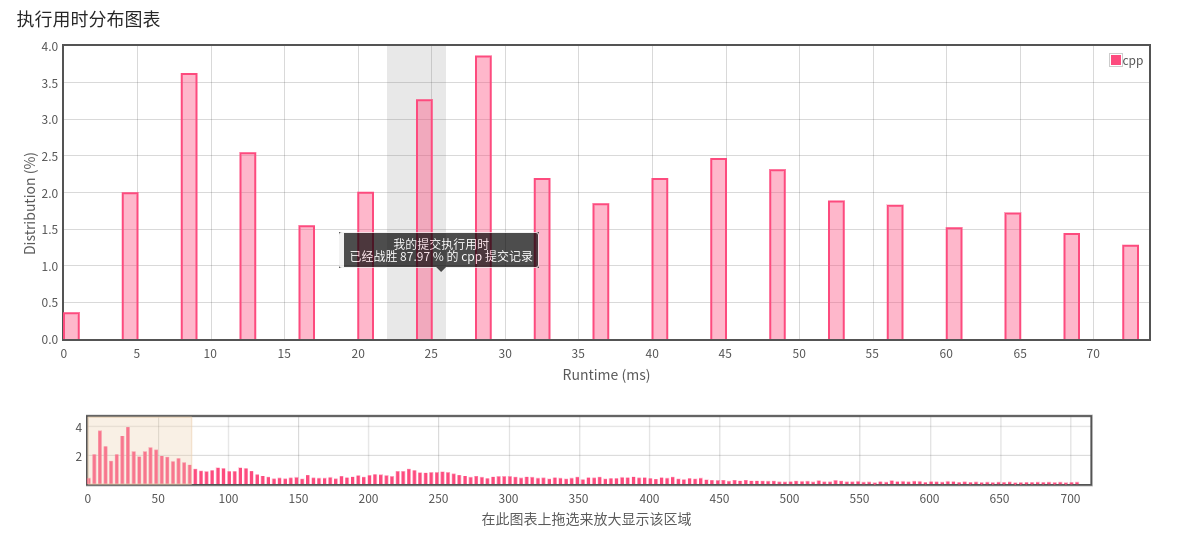 执行用时分布图表
4.0
3.5
3.0
2.5
2.0
1.5
1.0
0.5
0.0
Distribution (%)
cpp
我的提交执行用时
已经战胜 87.97 % 的 cpp 提交记录
0 5 10 15 20 25 30 35 40 45 50 55 60 65 70
Runtime (ms)
4
2
0 50 100 150 200 250 300 350 400 450 500 550 600 650 700
在此图表上拖选来放大显示该区域